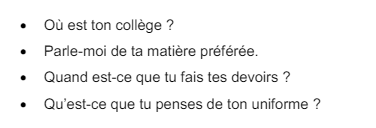 • Où est ton collège ?
• Parle-moi de ta matière préférée.
• Quand est-ce que tu fais tes devoirs ?
• Qu’est-ce que tu penses de ton uniforme ?